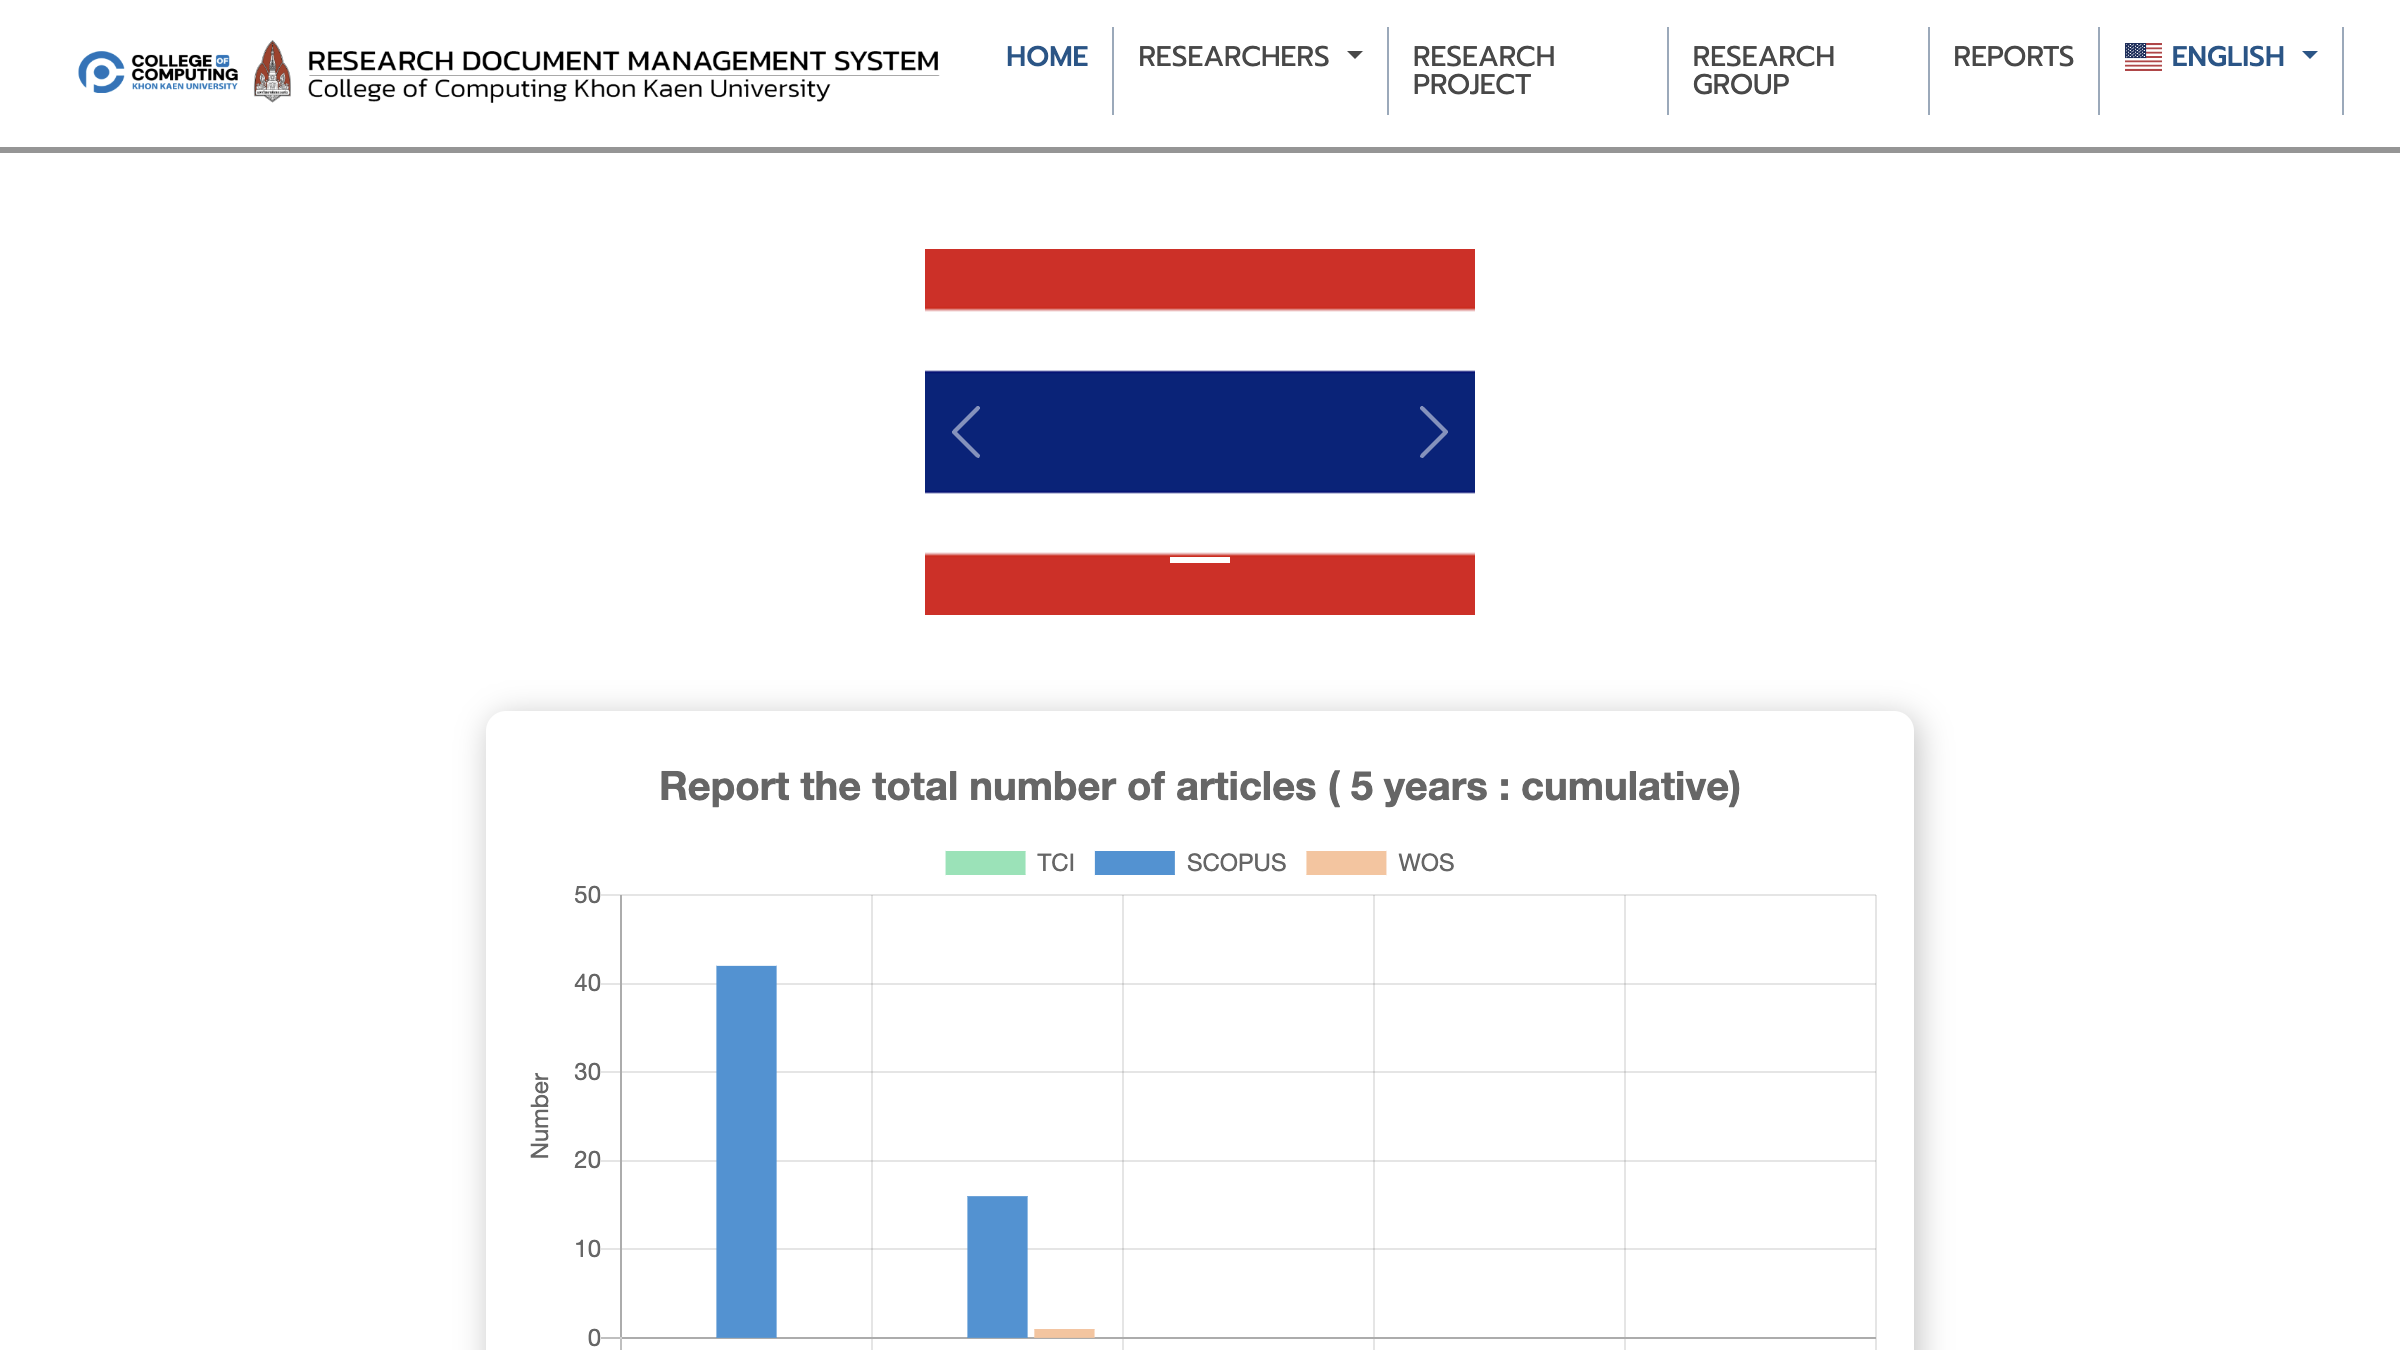 COLLEGE OF
COMPUTING
KHON KAEN UNIVERSITY
RESEARCH DOCUMENT MANAGEMENT SYSTEM
College of Computing Khon Kaen University
HOME
RESEARCHERS
RESEARCH
PROJECT
RESEARCH
GROUP
REPORTS
ENGLISH
Report the total number of articles ( 5 years : cumulative)
TCI
SCOPUS
WOS
50
40
30
20
10
0
Number